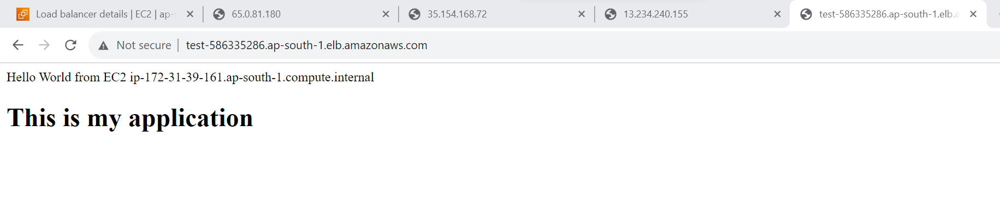 Load balancer details | EC2 | ap-s
65.0.81.180
35.154.168.72
13.234.240.155
test-586335286.ap-south-1.elb.a
Not secure
test-586335286.ap-south-1.elb.amazonaws.com
Hello World from EC2 ip-172-31-39-161.ap-south-1.compute.internal
This is my application